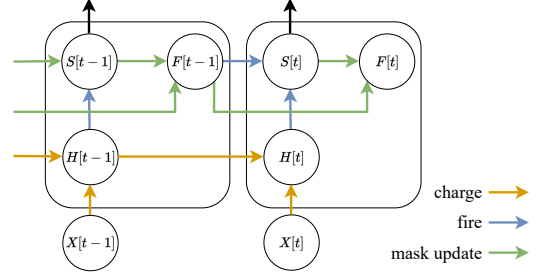 S[t − 1]
F[t − 1]
S[t]
F[t]
H[t − 1]
H[t]
X[t − 1]
X[t]
charge
fire
mask update